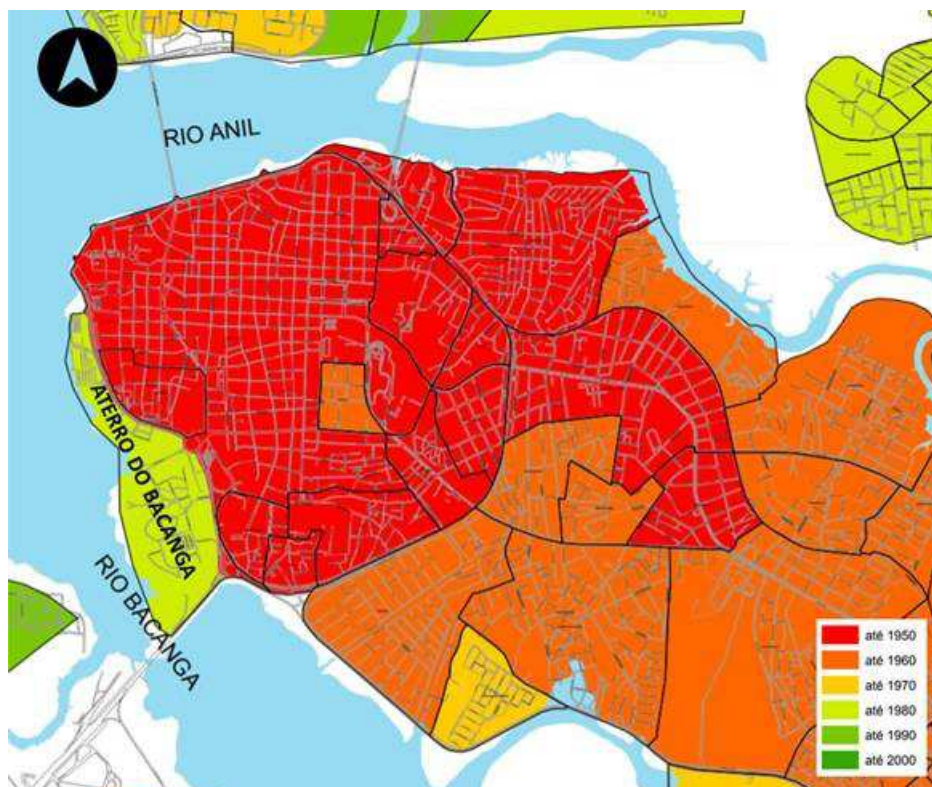 RIO ANIL
ATERRO DO BACANGA
RIO BACANGA
até 1950
até 1960
até 1970
até 1980
até 1990
até 2000